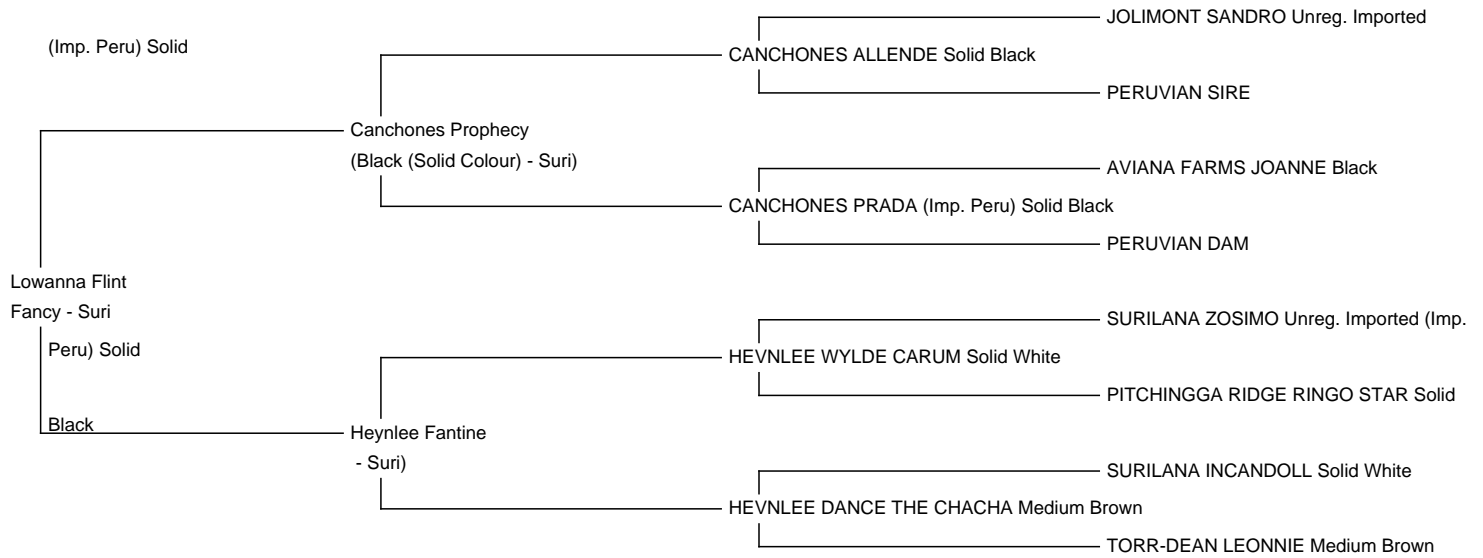 JOLIMONT SANDRO Unreg. Imported
(Imp. Peru) Solid
CANCHONES ALLENDE Solid Black
PERUVIAN SIRE
Canchones Prophecy
(Black (Solid Colour) - Suri)
AVIANA FARMS JOANNE Black
CANCHONES PRADA (Imp. Peru) Solid Black
PERUVIAN DAM
Lowanna Flint
Fancy - Suri
SURILANA ZOSIMO Unreg. Imported (Imp.
Peru) Solid
HEVNLEE WYLDE CARUM Solid White
PITCHINGGA RIDGE RINGO STAR Solid
Black
Heynlee Fantine
- Suri)
SURILANA INCANDOLL Solid White
HEVNLEE DANCE THE CHACHA Medium Brown
TORR-DEAN LEONNIE Medium Brown